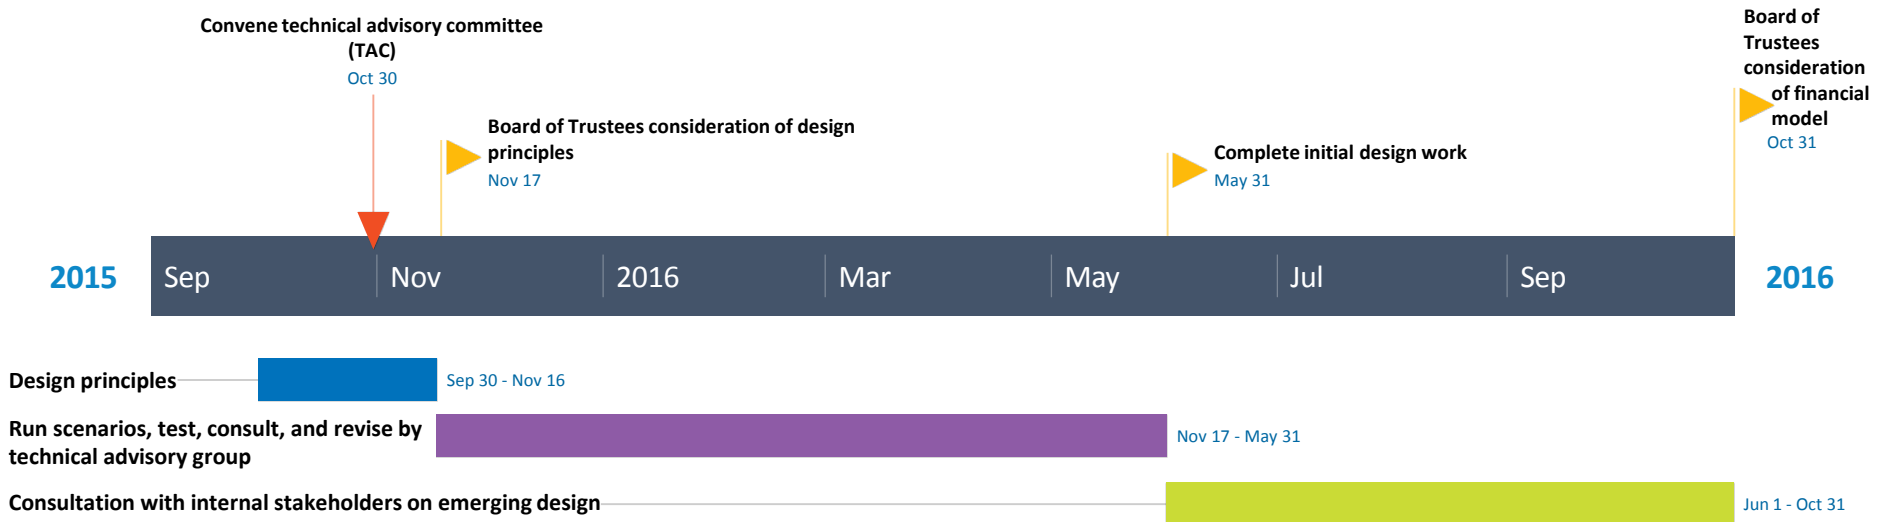 Convene technical advisory committee
(TAC)
Oct 30
Board of Trustees consideration of design
principles
Nov 17
Complete initial design work
May 31
Board of
Trustees
consideration
of financial
model
Oct 31
2015
Sep
Nov
2016
Mar
May
Jul
Sep
2016
Design principles
Sep 30 - Nov 16
Run scenarios, test, consult, and revise by
technical advisory group
Nov 17 - May 31
Consultation with internal stakeholders on emerging design
Jun 1 - Oct 31